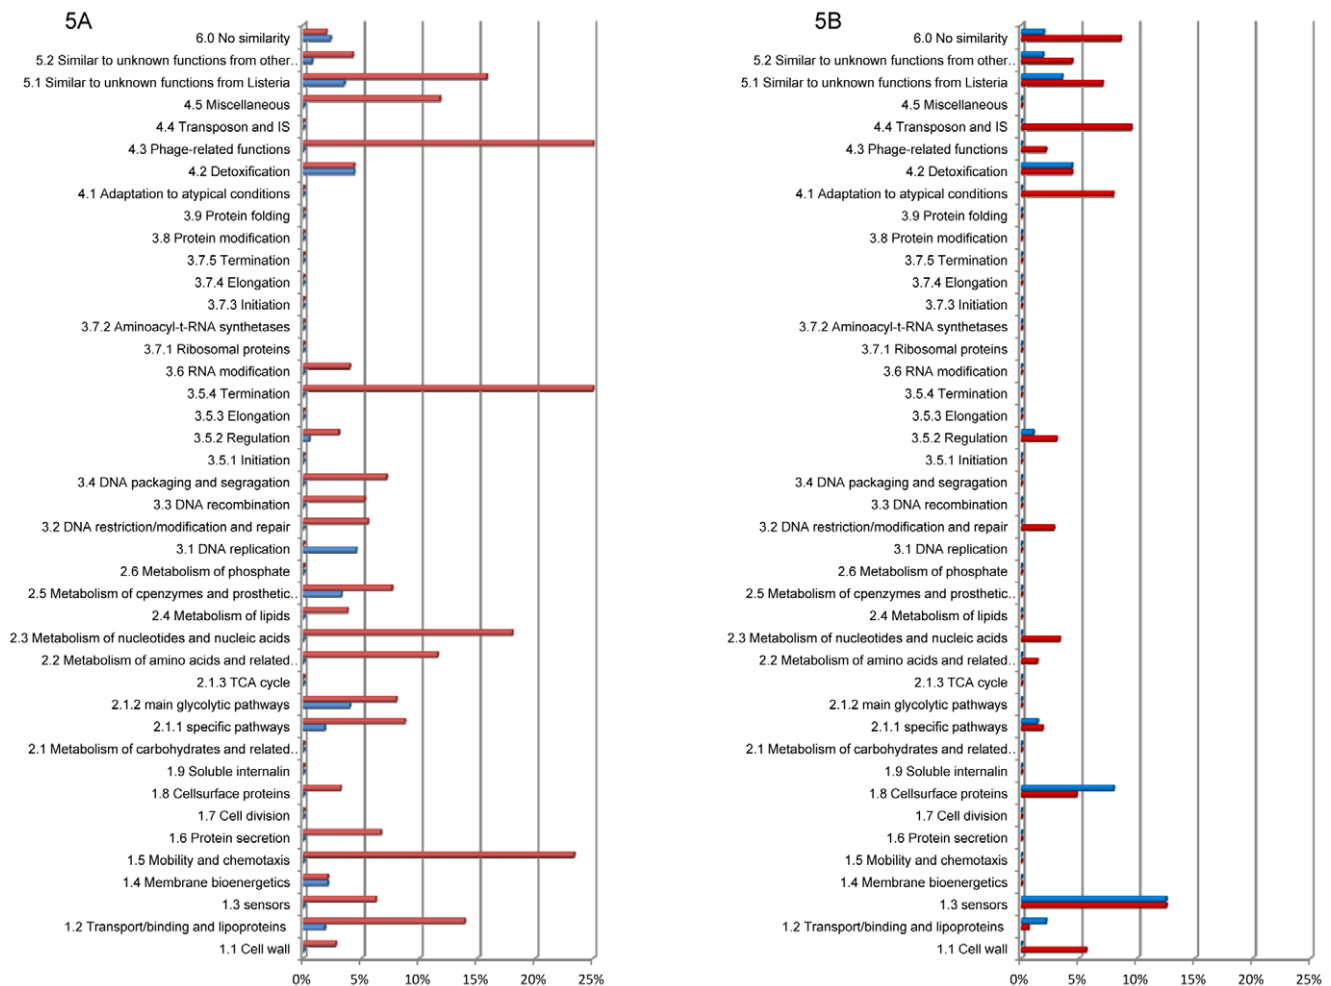 5A
6.0 No similarity
5.2 Similar to unknown functions from other..
5.1 Similar to unknown functions from Listeria
4.5 Miscellaneous
4.4 Transposon and IS
4.3 Phage-related functions
4.2 Detoxification
4.1 Adaptation to atypical conditions
3.9 Protein folding
3.8 Protein modification
3.7.5 Termination
3.7.4 Elongation
3.7.3 Initiation
3.7.2 Aminoacyl-t-RNA synthetases
3.7.1 Ribosomal proteins
3.6 RNA modification
3.5.4 Termination
3.5.3 Elongation
3.5.2 Regulation
3.5.1 Initiation
3.4 DNA packaging and segragation
3.3 DNA recombination
3.2 DNA restriction/modification and repair
3.1 DNA replication
2.6 Metabolism of phosphate
2.5 Metabolism of cpenzymes and prosthetic..
2.4 Metabolism of lipids
2.3 Metabolism of nucleotides and nucleic acids
2.2 Metabolism of amino acids and related..
2.1.3 TCA cycle
2.1.2 main glycolytic pathways
2.1.1 specific pathways
2.1 Metabolism of carbohydrates and related..
1.9 Soluble internalin
1.8 Cellsurface proteins
1.7 Cell division
1.6 Protein secretion
1.5 Mobility and chemotaxis
1.4 Membrane bioenergetics
1.3 sensors
1.2 Transport/binding and lipoproteins
1.1 Cell wall
0% 5% 10% 15% 20% 25%
5B
6.0 No similarity
5.2 Similar to unknown functions from other..
5.1 Similar to unknown functions from Listeria
4.5 Miscellaneous
4.4 Transposon and IS
4.3 Phage-related functions
4.2 Detoxification
4.1 Adaptation to atypical conditions
3.9 Protein folding
3.8 Protein modification
3.7.5 Termination
3.7.4 Elongation
3.7.3 Initiation
3.7.2 Aminoacyl-t-RNA synthetases
3.7.1 Ribosomal proteins
3.6 RNA modification
3.5.4 Termination
3.5.3 Elongation
3.5.2 Regulation
3.5.1 Initiation
3.4 DNA packaging and segragation
3.3 DNA recombination
3.2 DNA restriction/modification and repair
3.1 DNA replication
2.6 Metabolism of phosphate
2.5 Metabolism of cpenzymes and prosthetic..
2.4 Metabolism of lipids
2.3 Metabolism of nucleotides and nucleic acids
2.2 Metabolism of amino acids and related..
2.1.3 TCA cycle
2.1.2 main glycolytic pathways
2.1.1 specific pathways
2.1 Metabolism of carbohydrates and related..
1.9 Soluble internalin
1.8 Cellsurface proteins
1.7 Cell division
1.6 Protein secretion
1.5 Mobility and chemotaxis
1.4 Membrane bioenergetics
1.3 sensors
1.2 Transport/binding and lipoproteins
1.1 Cell wall
0% 5% 10% 15% 20% 25%